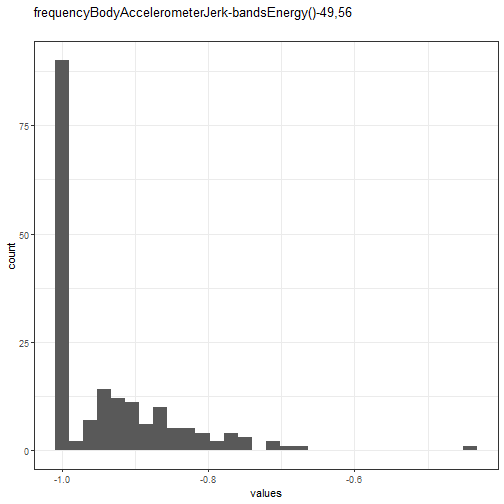 frequencyBodyAccelerometerJerk-bandsEnergy()-49,56
75
50
25
0
count
-1.0
-0.8
-0.6
values